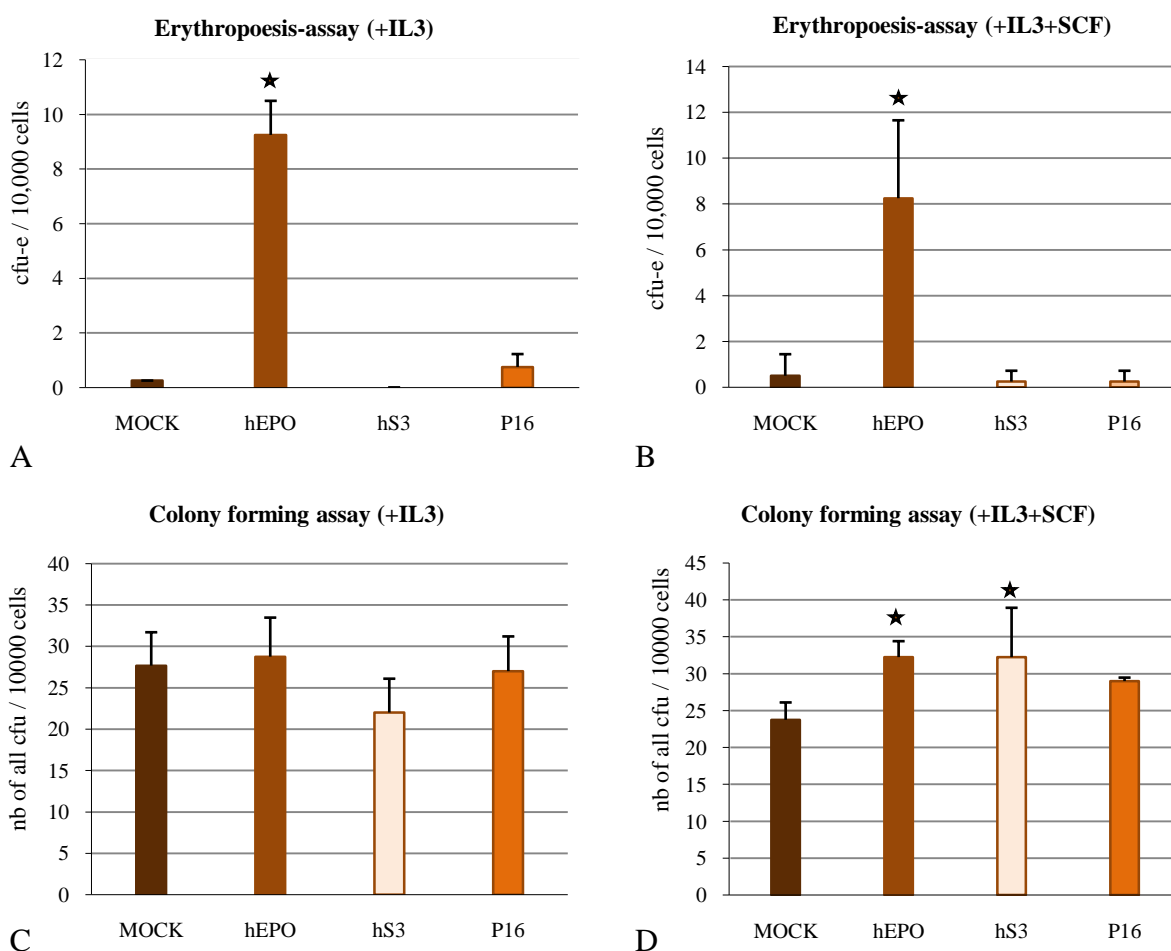 Erythropoesis-assay (+IL3)
cfu-e / 10,000 cells
12
10
8
6
4
2
0
MOCK hEPO hS3 P16
A
Erythropoesis-assay (+IL3+SCF)
cfu-e / 10,000 cells
14
12
10
8
6
4
2
0
MOCK hEPO hS3 P16
B
Colony forming assay (+IL3)
nb of all cfu / 10000 cells
40
35
30
25
20
15
10
5
0
MOCK hEPO hS3 P16
C
Colony forming assay (+IL3+SCF)
nb of all cfu / 10000 cells
45
40
35
30
25
20
15
10
5
0
MOCK hEPO hS3 P16
D